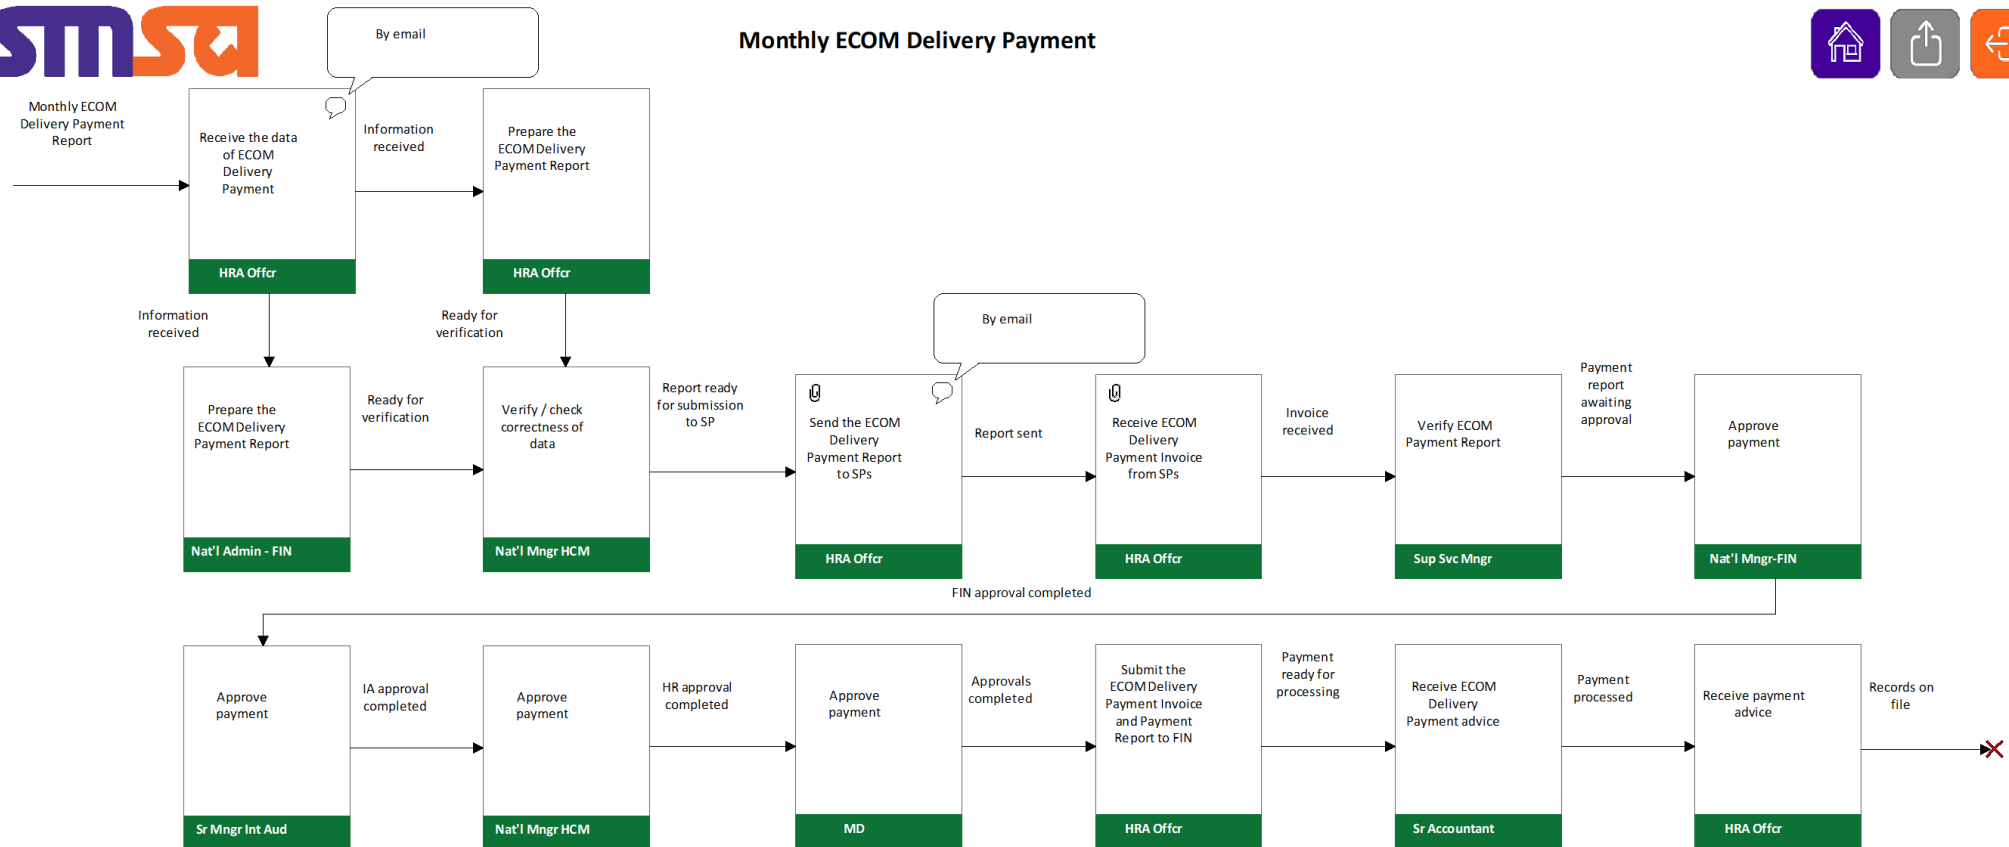 smsa
By email
Monthly ECOM Delivery Payment
Monthly ECOM
Delivery Payment
Report
Receive the data
of ECOM
Delivery
Payment
HRA Offcr
Information
received
Prepare the
ECOM Delivery
Payment Report
HRA Offcr
Information
received
Ready for
verification
By email
Prepare the
ECOM Delivery
Payment Report
Nat'l Admin - FIN
Ready for
verification
Verify / check
correctness of
data
Nat'l Mngr HCM
Report ready
for submission
to SP
Send the ECOM
Delivery
Payment Report
to SPs
HRA Offcr
Report sent
Receive ECOM
Delivery
Payment Invoice
from SPs
HRA Offcr
Invoice
received
Verify ECOM
Payment Report
Sup Svc Mngr
Payment
report
awaiting
approval
Approve
payment
Nat'l Mngr-FIN
FIN approval completed
Approve
payment
Sr Mngr Int Aud
IA approval
completed
Approve
payment
Nat'l Mngr HCM
HR approval
completed
Approve
payment
MD
Approvals
completed
Submit the
ECOM Delivery
Payment Invoice
and Payment
Report to FIN
HRA Offcr
Payment
ready for
processing
Receive ECOM
Delivery
Payment advice
Sr Accountant
Payment
processed
Receive payment
advice
HRA Offcr
Records on
file